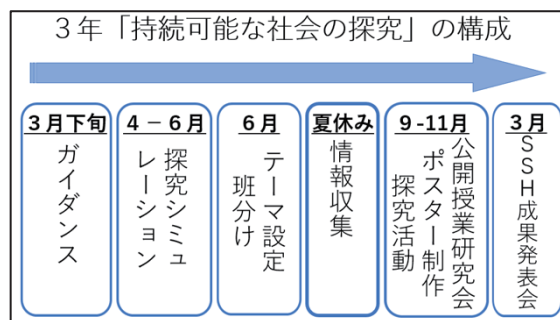 3年「持続可能な社会の探究」の構成
3月下旬
ガイダンス
4－6月
探究シミュ
レーション
6月
テーマ設定
班分け
夏休み
情報収集
9-11月
公開授業研究会
ポスター制作
探究活動
3月
SSH成果発表会